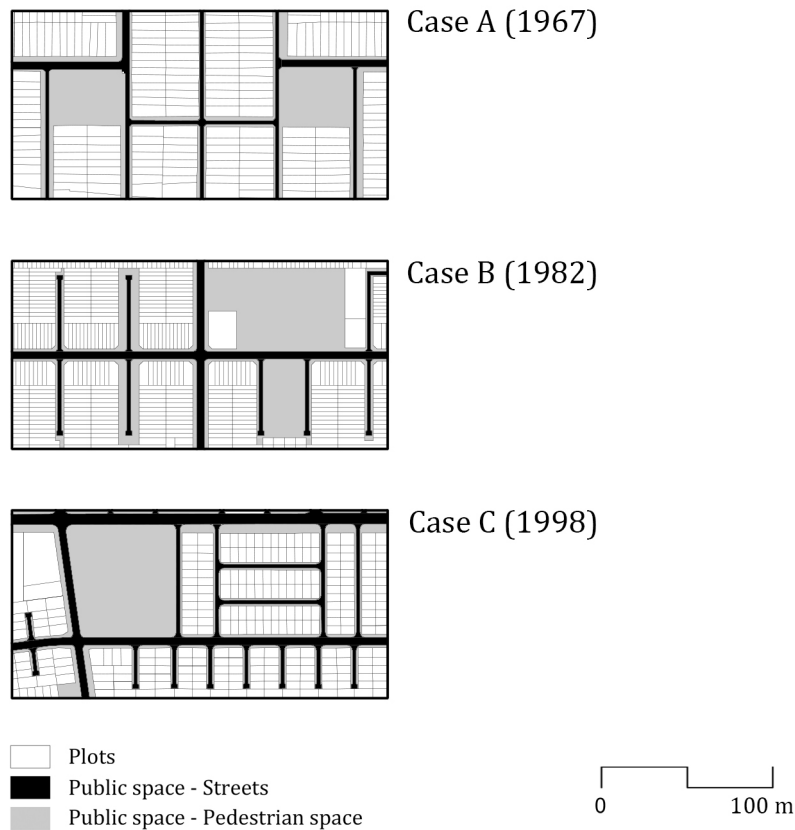 Case A (1967)
Case B (1982)
Case C (1998)
Plots
Public space - Streets
Public space - Pedestrian space
0 100 m